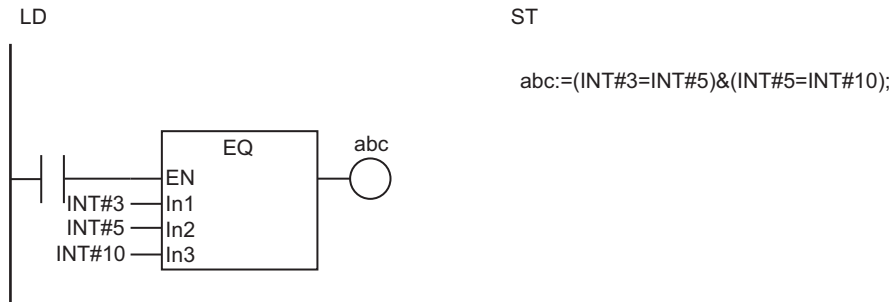 LD
ST
abc:=(INT#3=INT#5)&(INT#5=INT#10);
EQ
abc
EN
INT#3 In1
INT#5 In2
INT#10 In3